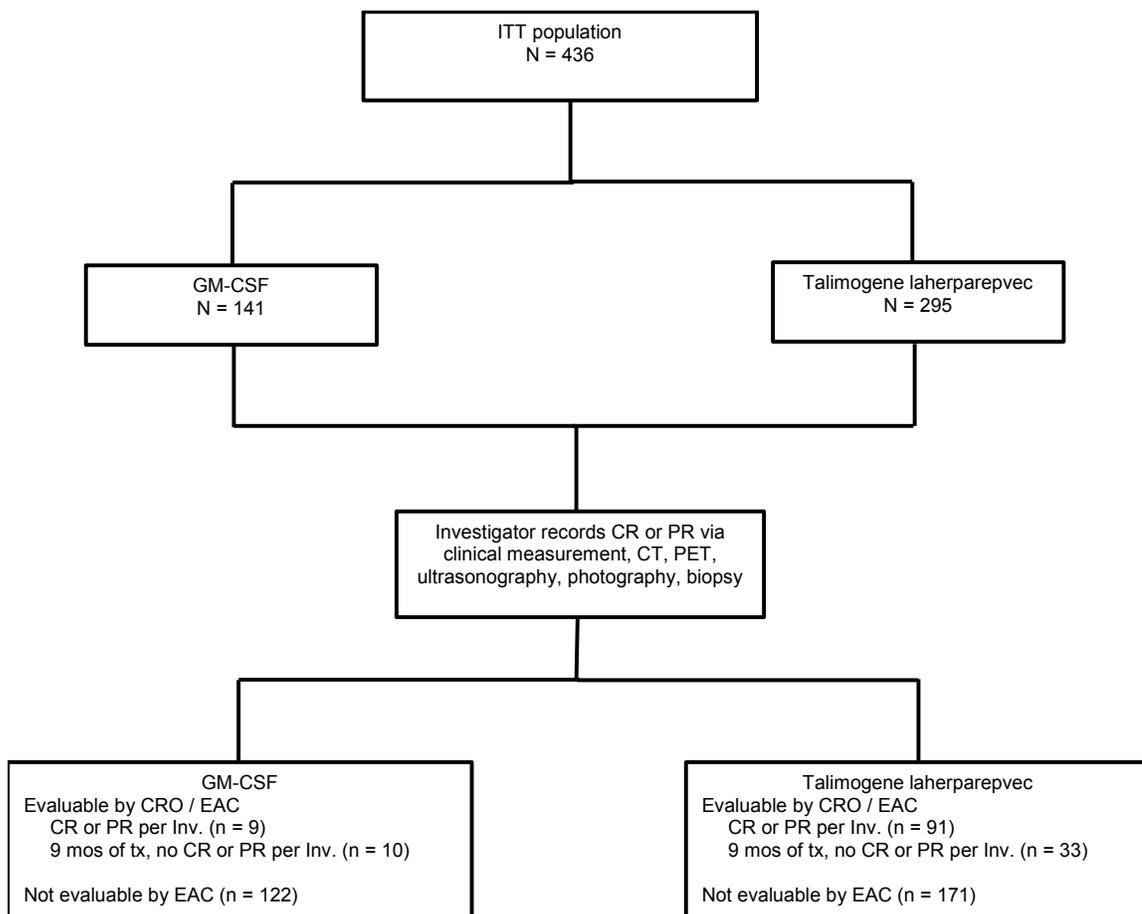 ITT population
N = 436
GM-CSF
N = 141
Talimogene laherparepvec
N = 295
Investigator records CR or PR via
clinical measurement, CT, PET,
ultrasonography, photography, biopsy
GM-CSF
Evaluable by CRO / EAC
CR or PR per Inv. (n = 9)
9 mos of tx, no CR or PR per Inv. (n = 10)
Not evaluable by EAC (n = 122)
Talimogene laherparepvec
Evaluable by CRO / EAC
CR or PR per Inv. (n = 91)
9 mos of tx, no CR or PR per Inv. (n = 33)
Not evaluable by EAC (n = 171)